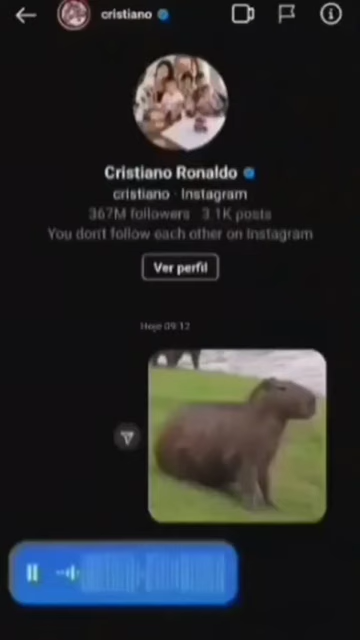 cristiano
Cristiano Ronaldo
cristiano · Instagram
367M followers 3.1K posts
You don't follow each other on Instagram
Ver perfil
Hoje 09:12